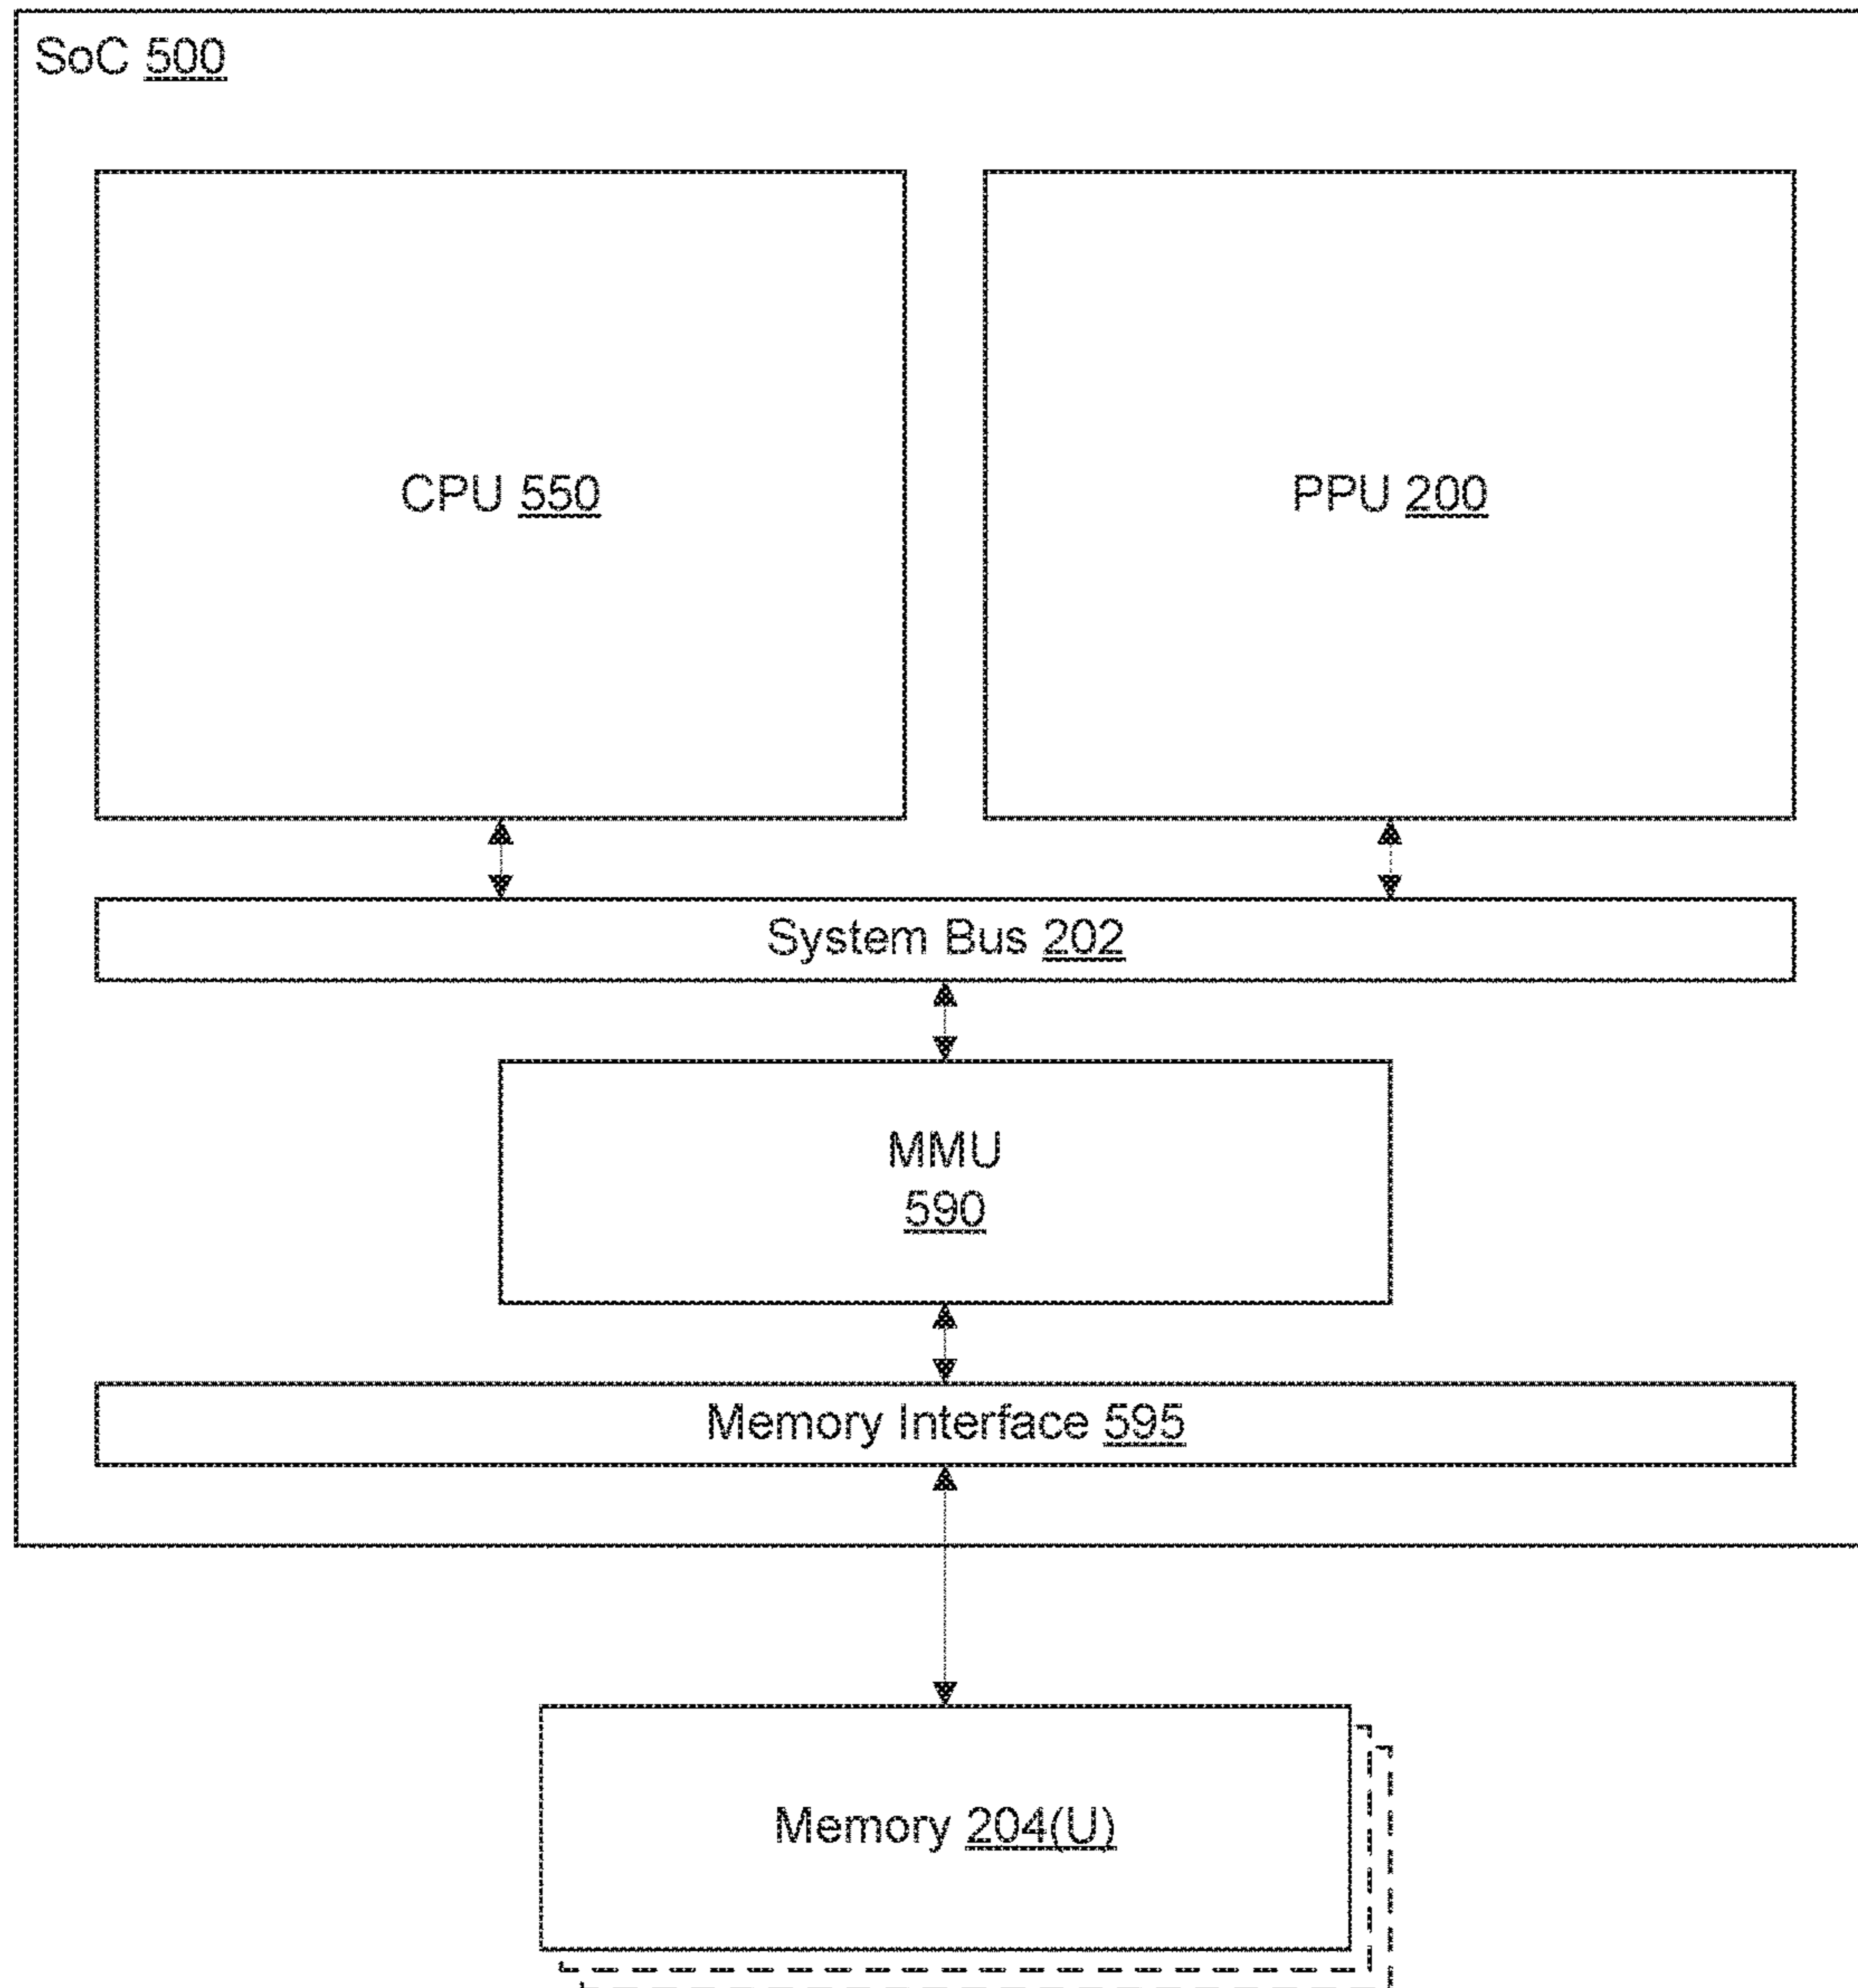 SoC 500
CPU 550
PPU 200
System Bus 202
MMU
590
Memory Interface 595
Memory 204(U)